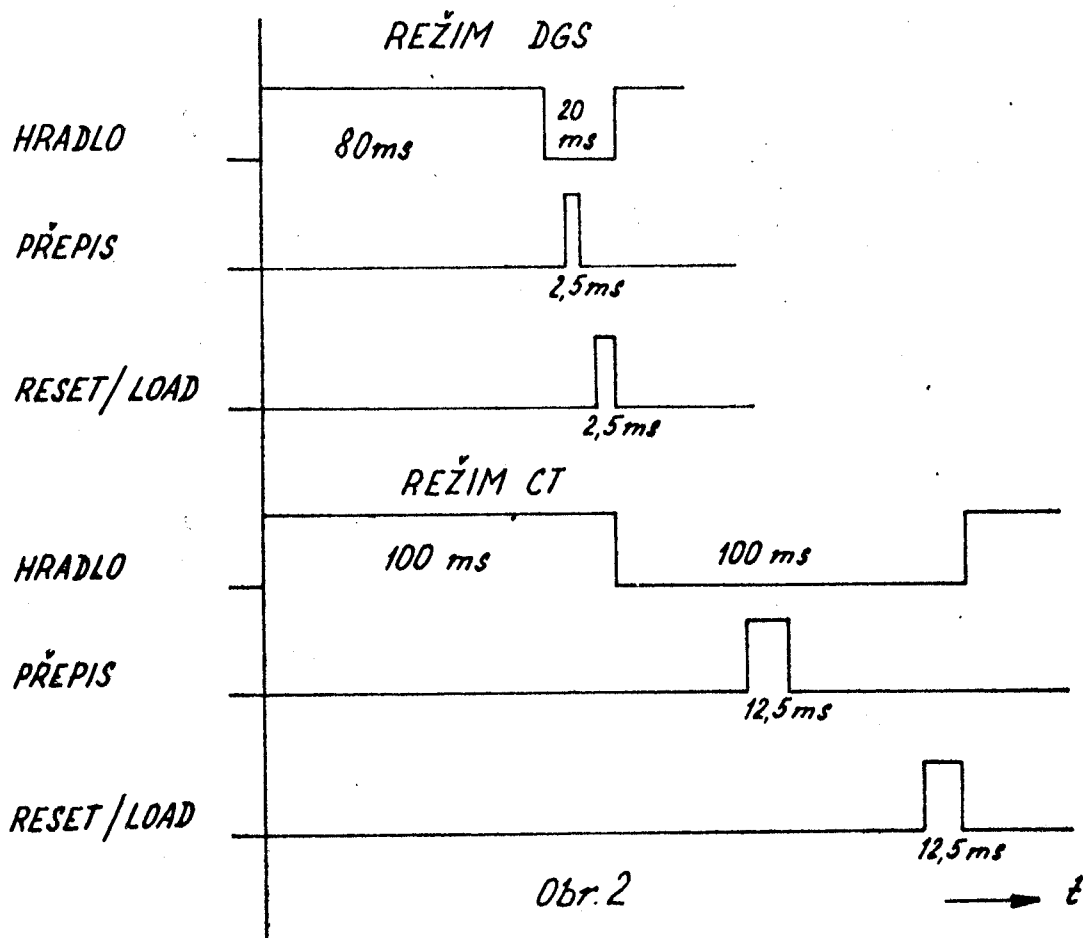 REŽIM DGS
HRADLO
80ms
20
ms
PŘEPIS
2,5ms
RESET/LOAD
2,5ms
REŽIM CT
HRADLO
100 ms
100 ms
PŘEPIS
12,5ms
RESET/LOAD
12,5ms
Obr. 2
t